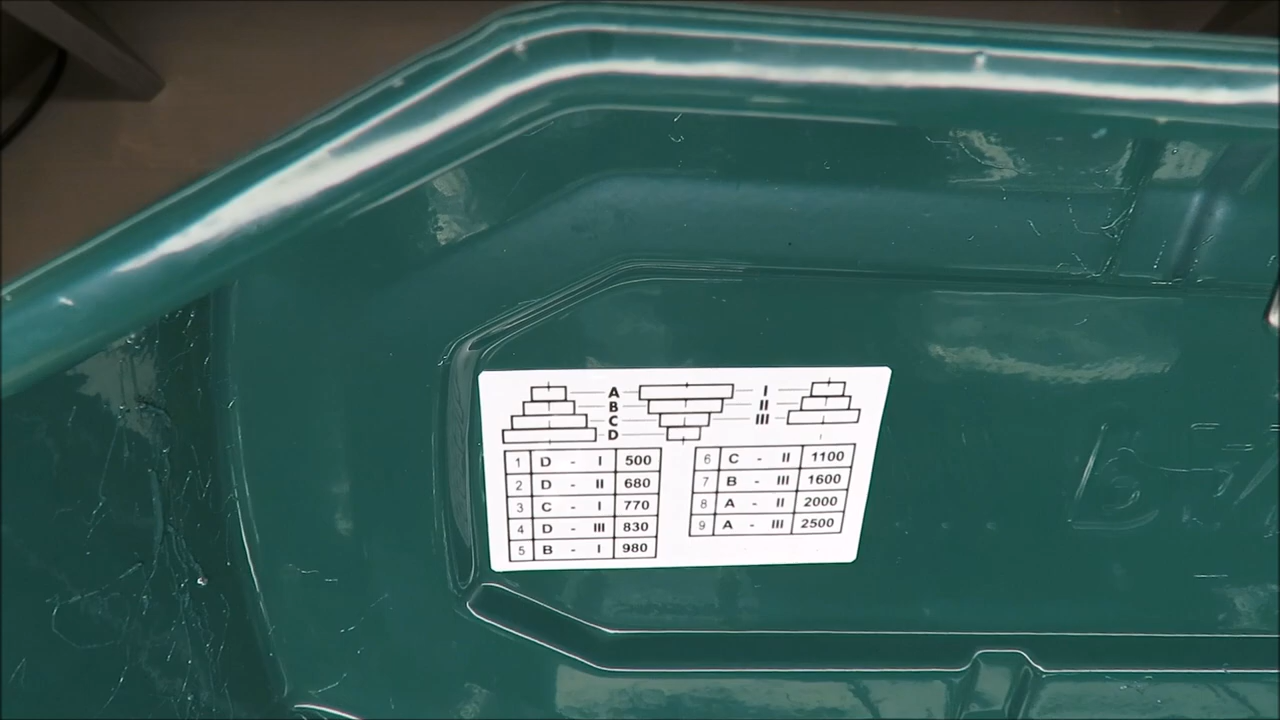 A I
B II
C III
D
1 D - I 500
2 D - II 680
3 C - I 770
4 D - III 830
5 B - I 980
6 C - II 1100
7 B - III 1600
8 A - II 2000
9 A - III 2500